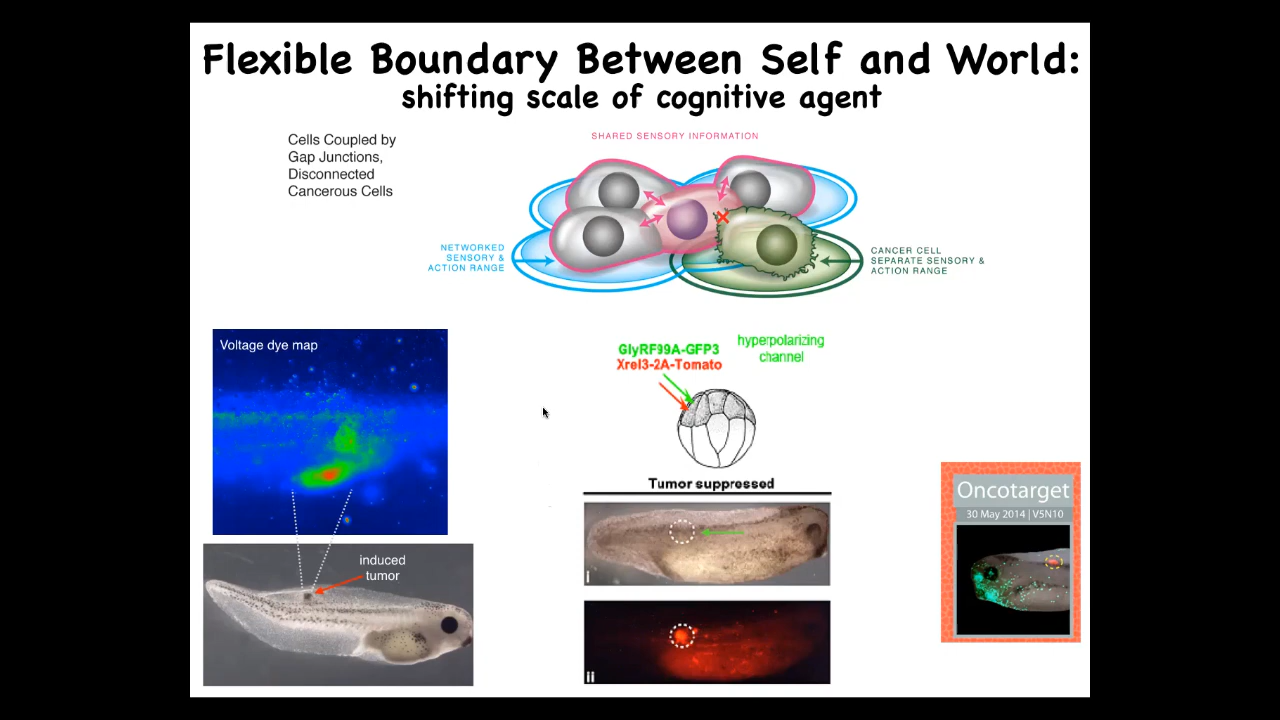 Flexible Boundary Between Self and World:
shifting scale of cognitive agent
Cells Coupled by
Gap Junctions,
Disconnected
Cancerous Cells
SHARED SENSORY INFORMATION
NETWORKED
SENSORY &
ACTION RANGE
CANCER CELL
SEPARATE SENSORY &
ACTION RANGE
Voltage dye map
induced
tumor
GlyRF99A-GFP3
Xrel3-2A-Tomato
hyperpolarizing
channel
Tumor suppressed
i
ii
Oncotarget
30 May 2014 | V5N10